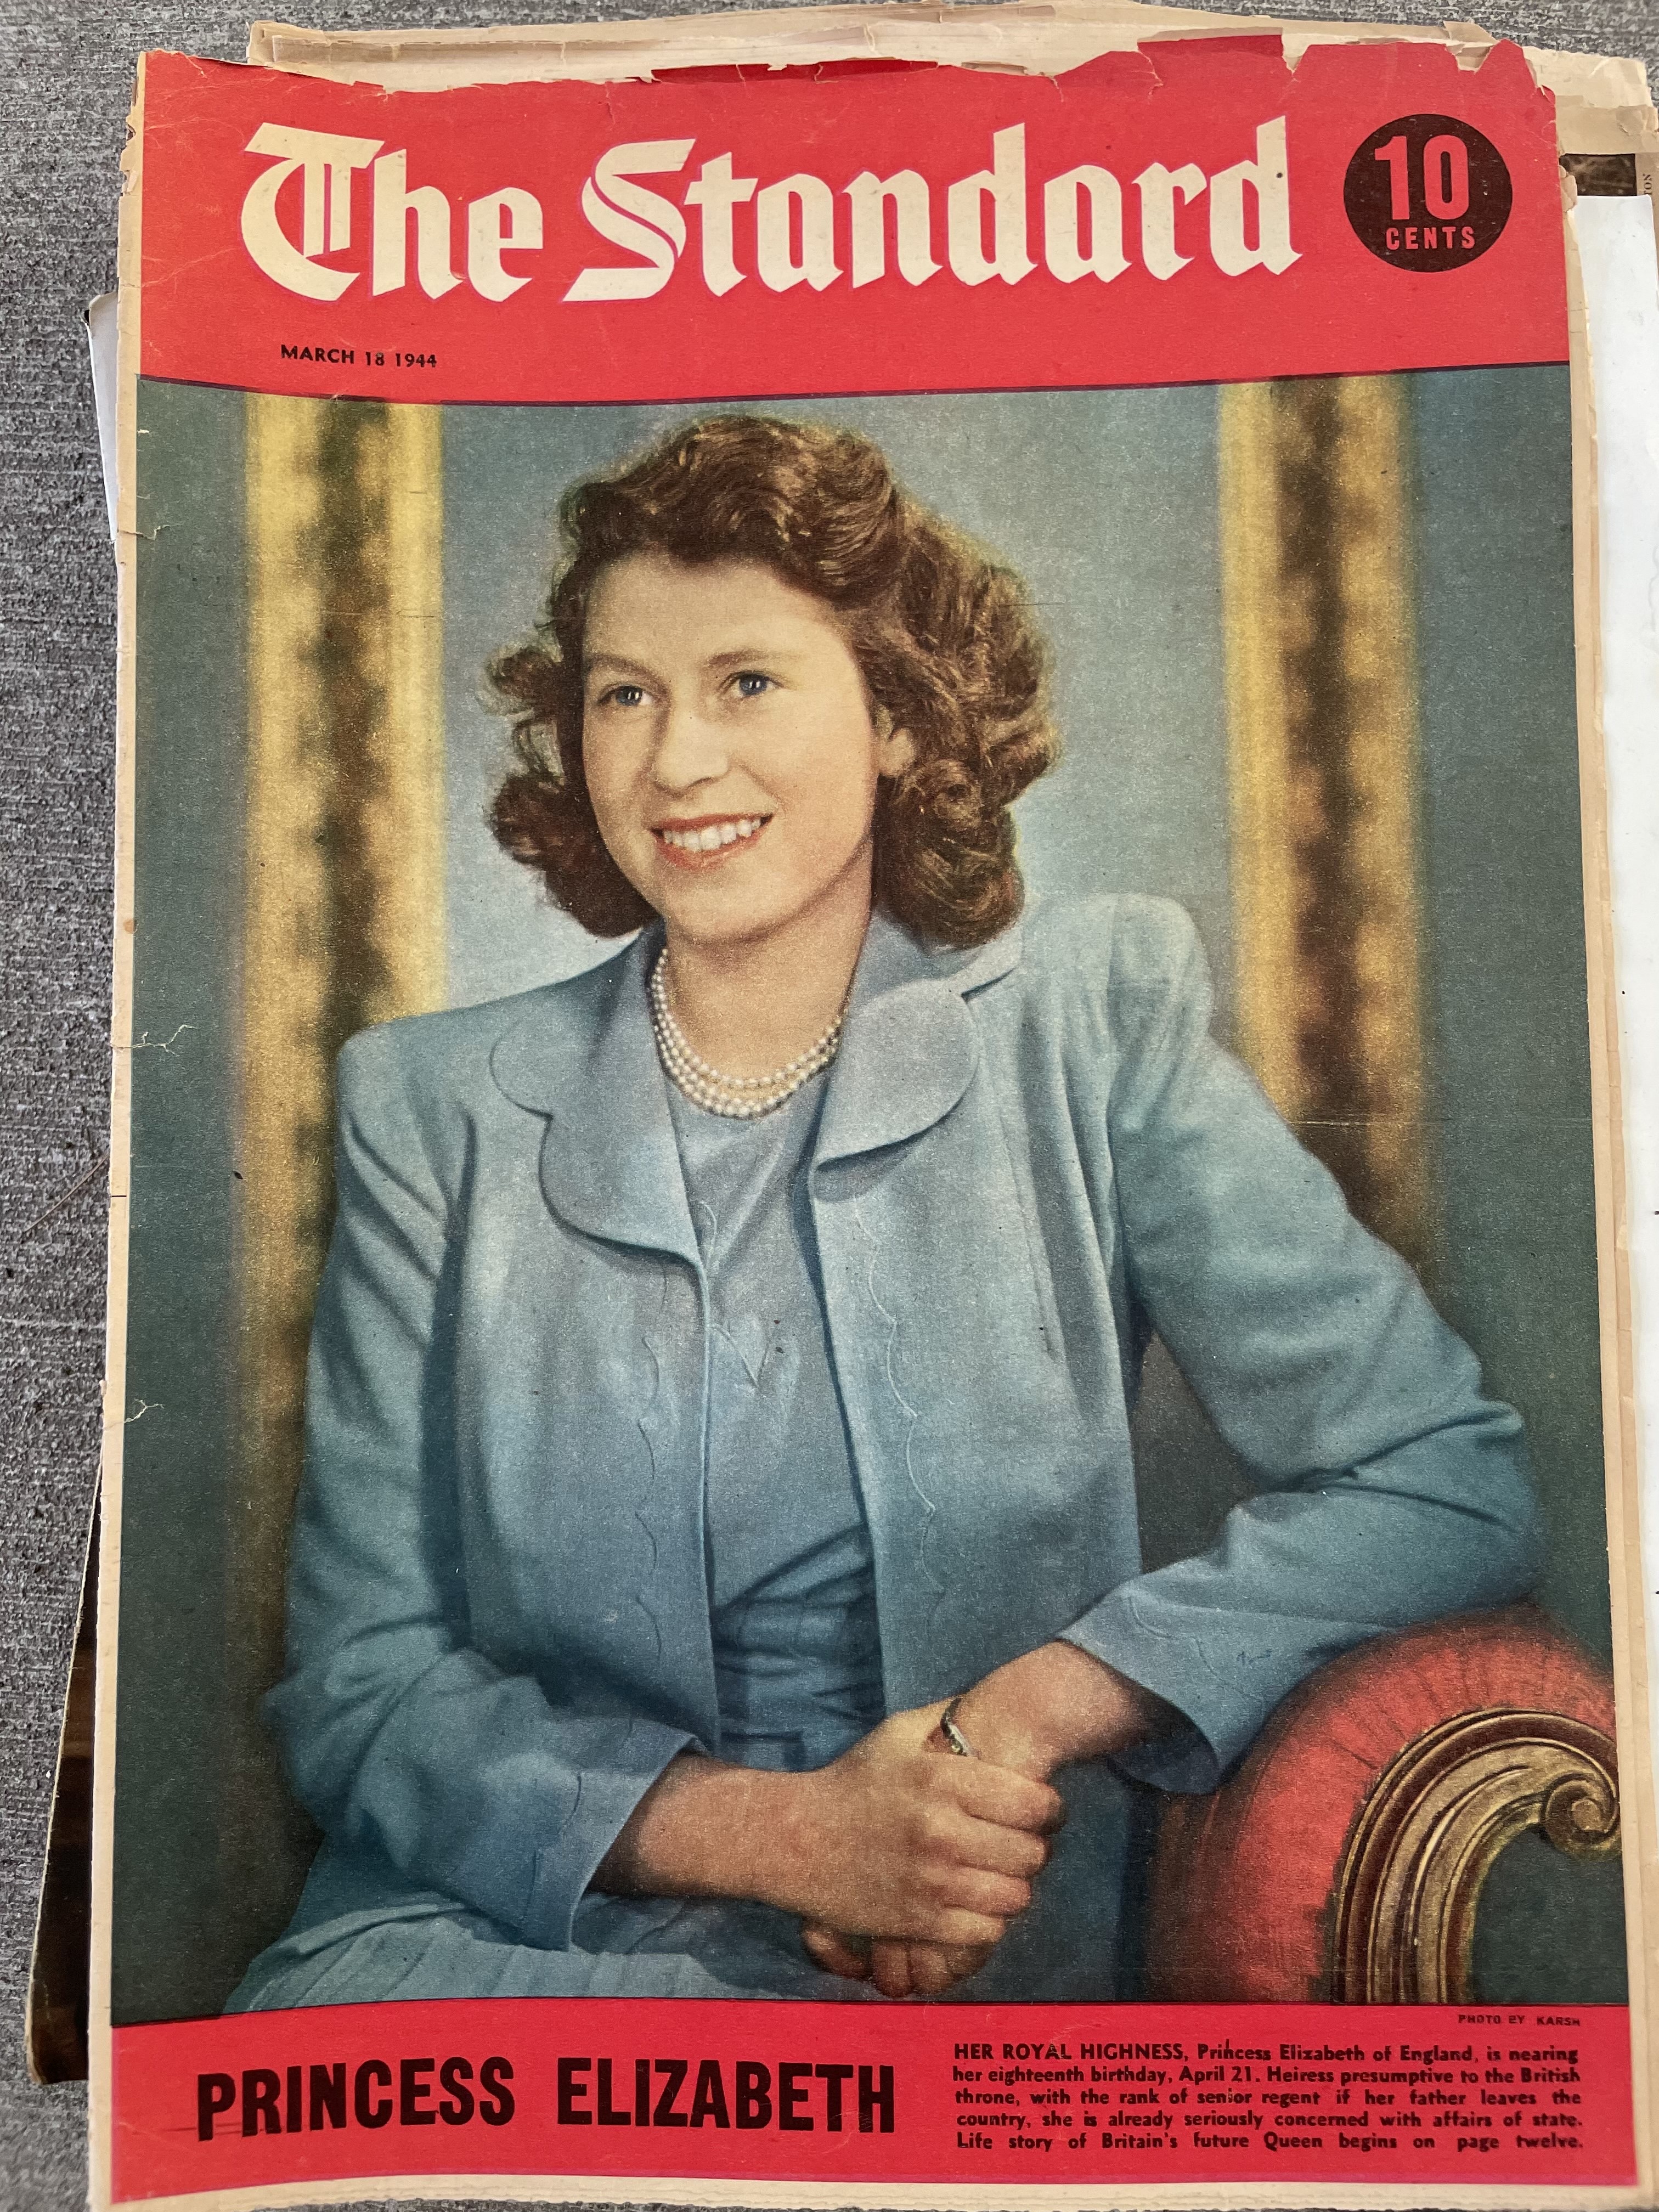 The Standard
10
CENTS
MARCH 18 1944
PHOTO BY KARSH
PRINCESS ELIZABETH
HER ROYAL HIGHNESS, Princess Elizabeth of England, is nearing
her eighteenth birthday, April 21. Heiress presumptive to the British
throne, with the rank of senior regent if her father leaves the
country, she is already seriously concerned with affairs of state.
Life story of Britain's future Queen begins on page twelve.